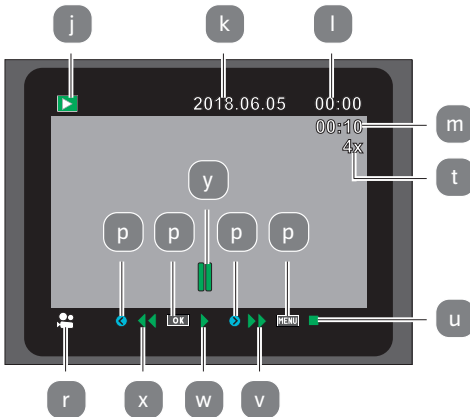 j k l
2018.06.05 00:00
00:10 m
4x
t
y
p p p p
OK MENU
u
r x w v